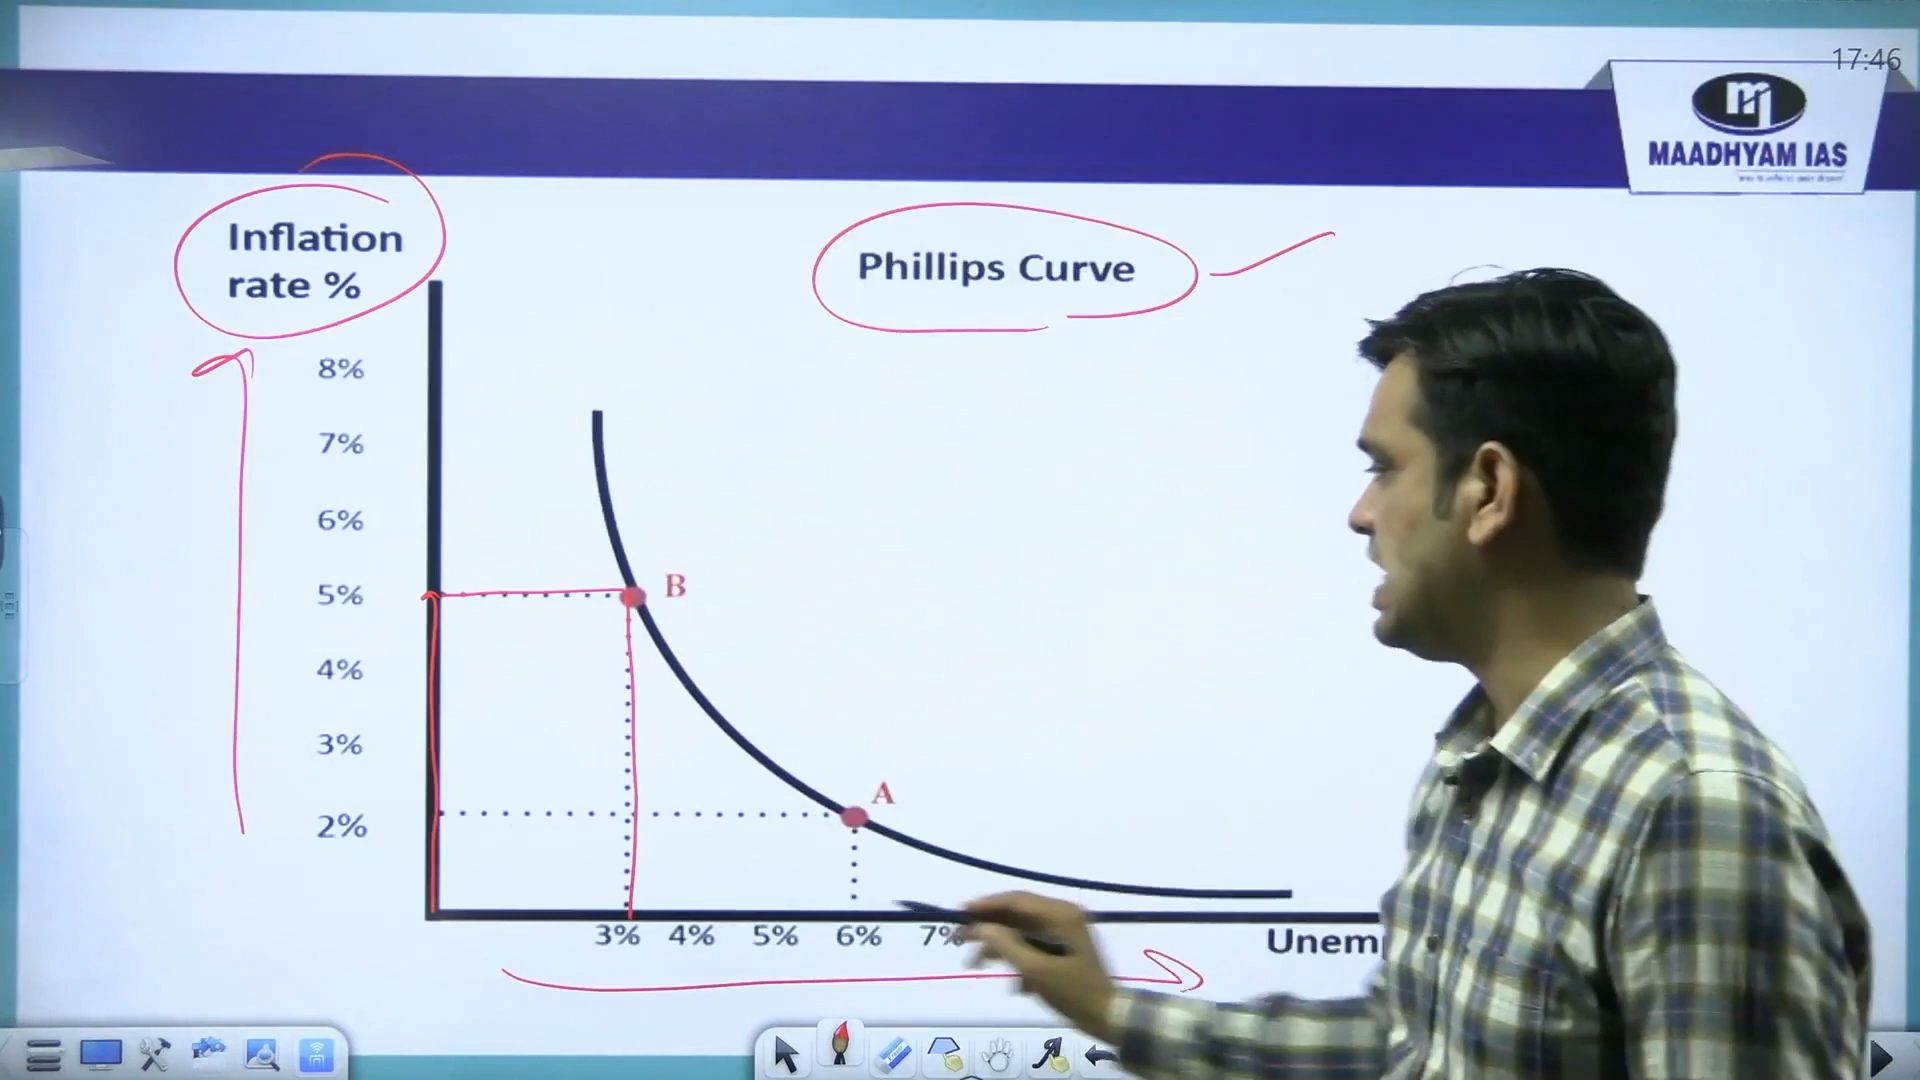 17:46
MAADHYAM IAS
Inflation
rate %
Phillips Curve
8%
7%
6%
5%
B
4%
3%
A
2%
3% 4% 5% 6% 7%
Unemp